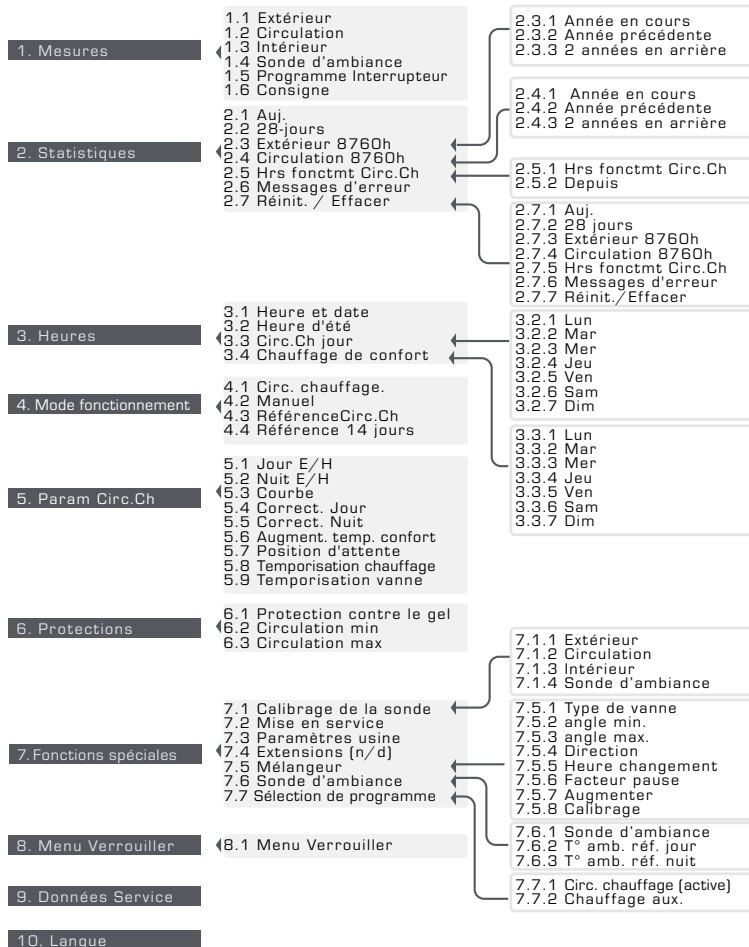 1. Mesures
1.1 Extérieur
1.2 Circulation
1.3 Intérieur
1.4 Sonde d'ambiance
1.5 Programme Interrupteur
1.6 Consigne
2. Statistiques
2.1 Auj.
2.2 28-jours
2.3 Extérieur 8760h
2.4 Circulation 8760h
2.5 Hrs fonctmt Circ.Ch
2.6 Messages d'erreur
2.7 Réinit. / Effacer
2.3.1 Année en cours
2.3.2 Année précédente
2.3.3 2 années en arrière
2.4.1 Année en cours
2.4.2 Année précédente
2.4.3 2 années en arrière
2.5.1 Hrs fonctmt Circ.Ch
2.5.2 Depuis
2.7.1 Auj.
2.7.2 28 jours
2.7.3 Extérieur 8760h
2.7.4 Circulation 8760h
2.7.5 Hrs fonctmt Circ.Ch
2.7.6 Messages d'erreur
2.7.7 Réinit./Effacer
3. Heures
3.1 Heure et date
3.2 Heure d'été
3.3 Circ.Ch jour
3.4 Chauffage de confort
3.2.1 Lun
3.2.2 Mar
3.2.3 Mer
3.2.4 Jeu
3.2.5 Ven
3.2.6 Sam
3.2.7 Dim
3.3.1 Lun
3.3.2 Mar
3.3.3 Mer
3.3.4 Jeu
3.3.5 Ven
3.3.6 Sam
3.3.7 Dim
4. Mode fonctionnement
4.1 Circ. chauffage.
4.2 Manuel
4.3 RéférenceCirc.Ch
4.4 Référence 14 jours
5. Param Circ.Ch
5.1 Jour E/H
5.2 Nuit E/H
5.3 Courbe
5.4 Correct. Jour
5.5 Correct. Nuit
5.6 Augment. temp. confort
5.7 Position d'attente
5.8 Temporisation chauffage
5.9 Temporisation vanne
6. Protections
6.1 Protection contre le gel
6.2 Circulation min
6.3 Circulation max
7. Fonctions spéciales
7.1 Calibrage de la sonde
7.2 Mise en service
7.3 Paramètres usine
7.4 Extensions (n/d)
7.5 Mélangeur
7.6 Sonde d'ambiance
7.7 Sélection de programme
7.1.1 Extérieur
7.1.2 Circulation
7.1.3 Intérieur
7.1.4 Sonde d'ambiance
7.5.1 Type de vanne
7.5.2 angle min.
7.5.3 angle max.
7.5.4 Direction
7.5.5 Heure changement
7.5.6 Facteur pause
7.5.7 Augmenter
7.5.8 Calibrage
7.6.1 Sonde d'ambiance
7.6.2 T° amb. réf. jour
7.6.3 T° amb. réf. nuit
7.7.1 Circ. chauffage (active)
7.7.2 Chauffage aux.
8. Menu Verrouiller
8.1 Menu Verrouiller
9. Données Service
10. Langue